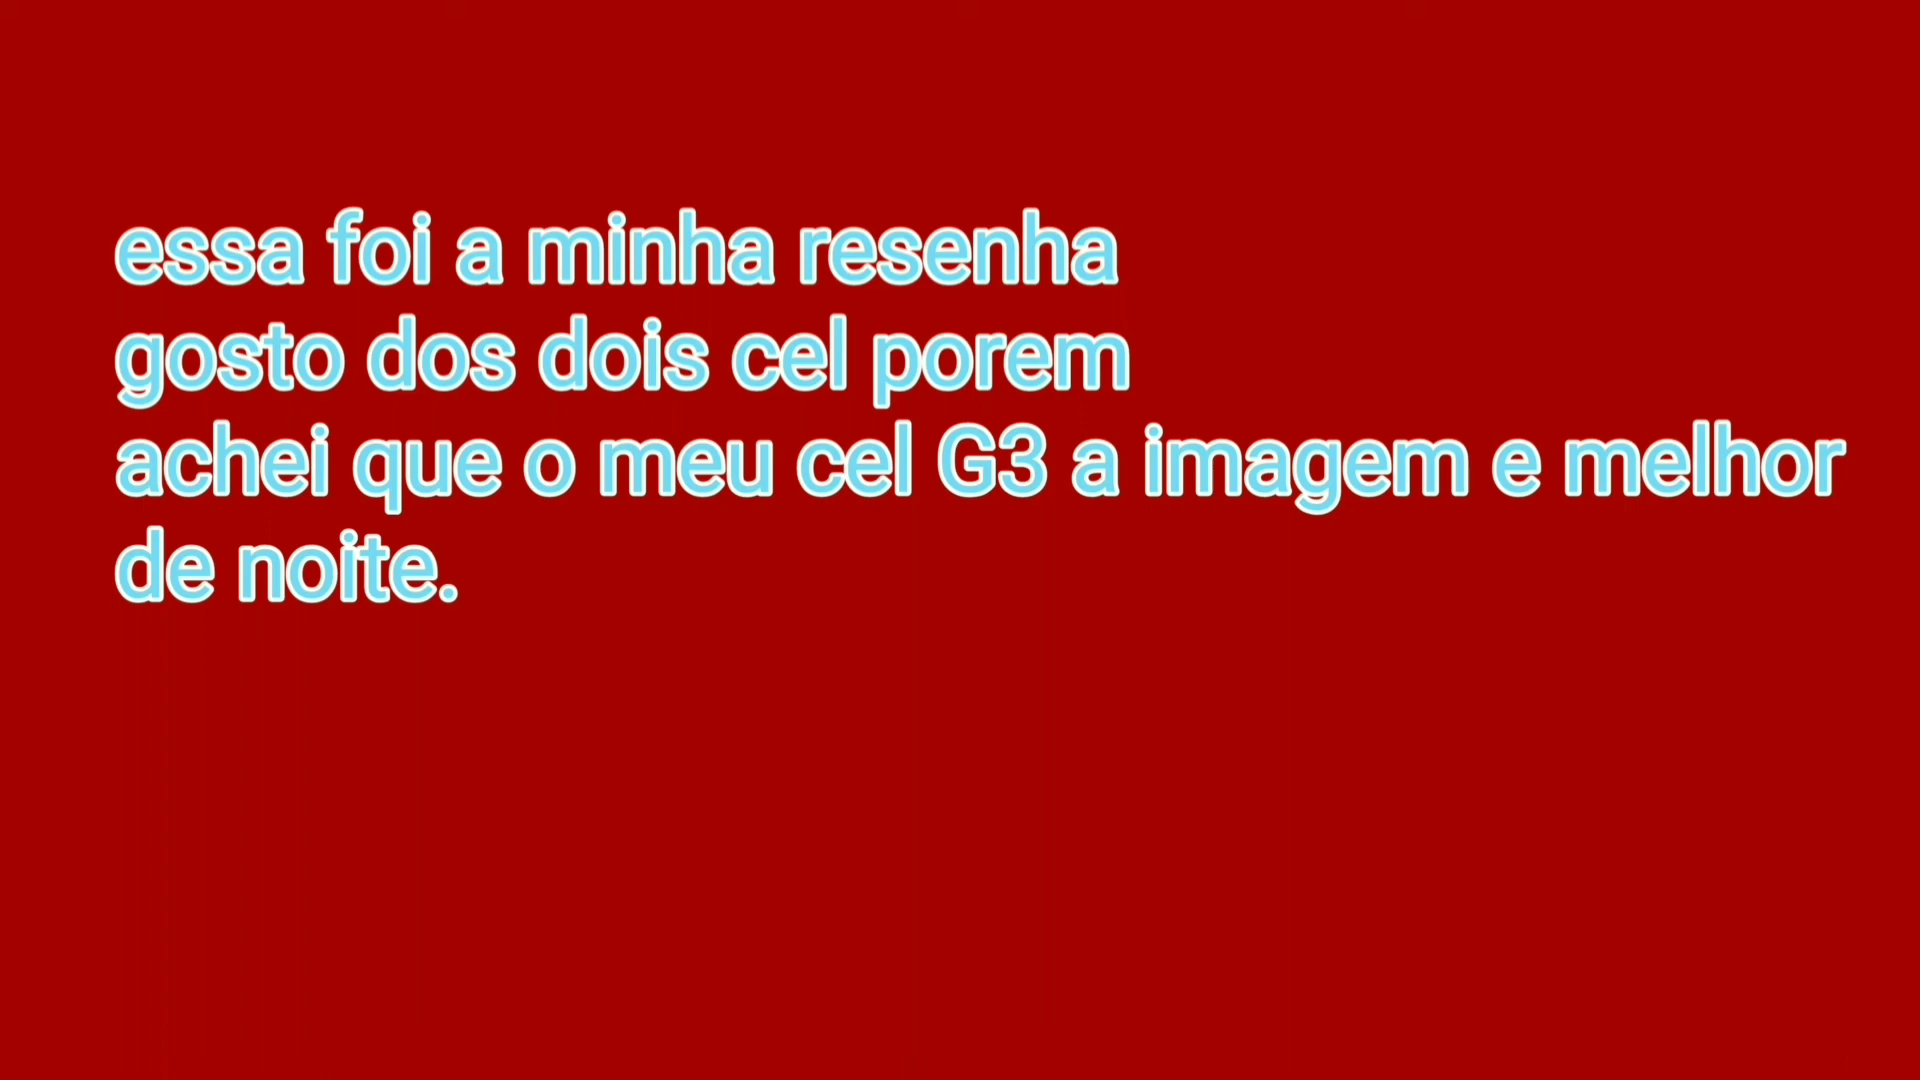 essa foi a minha resenha
gosto dos dois cel porem
achei que o meu cel G3 a imagem e melhor
de noite.